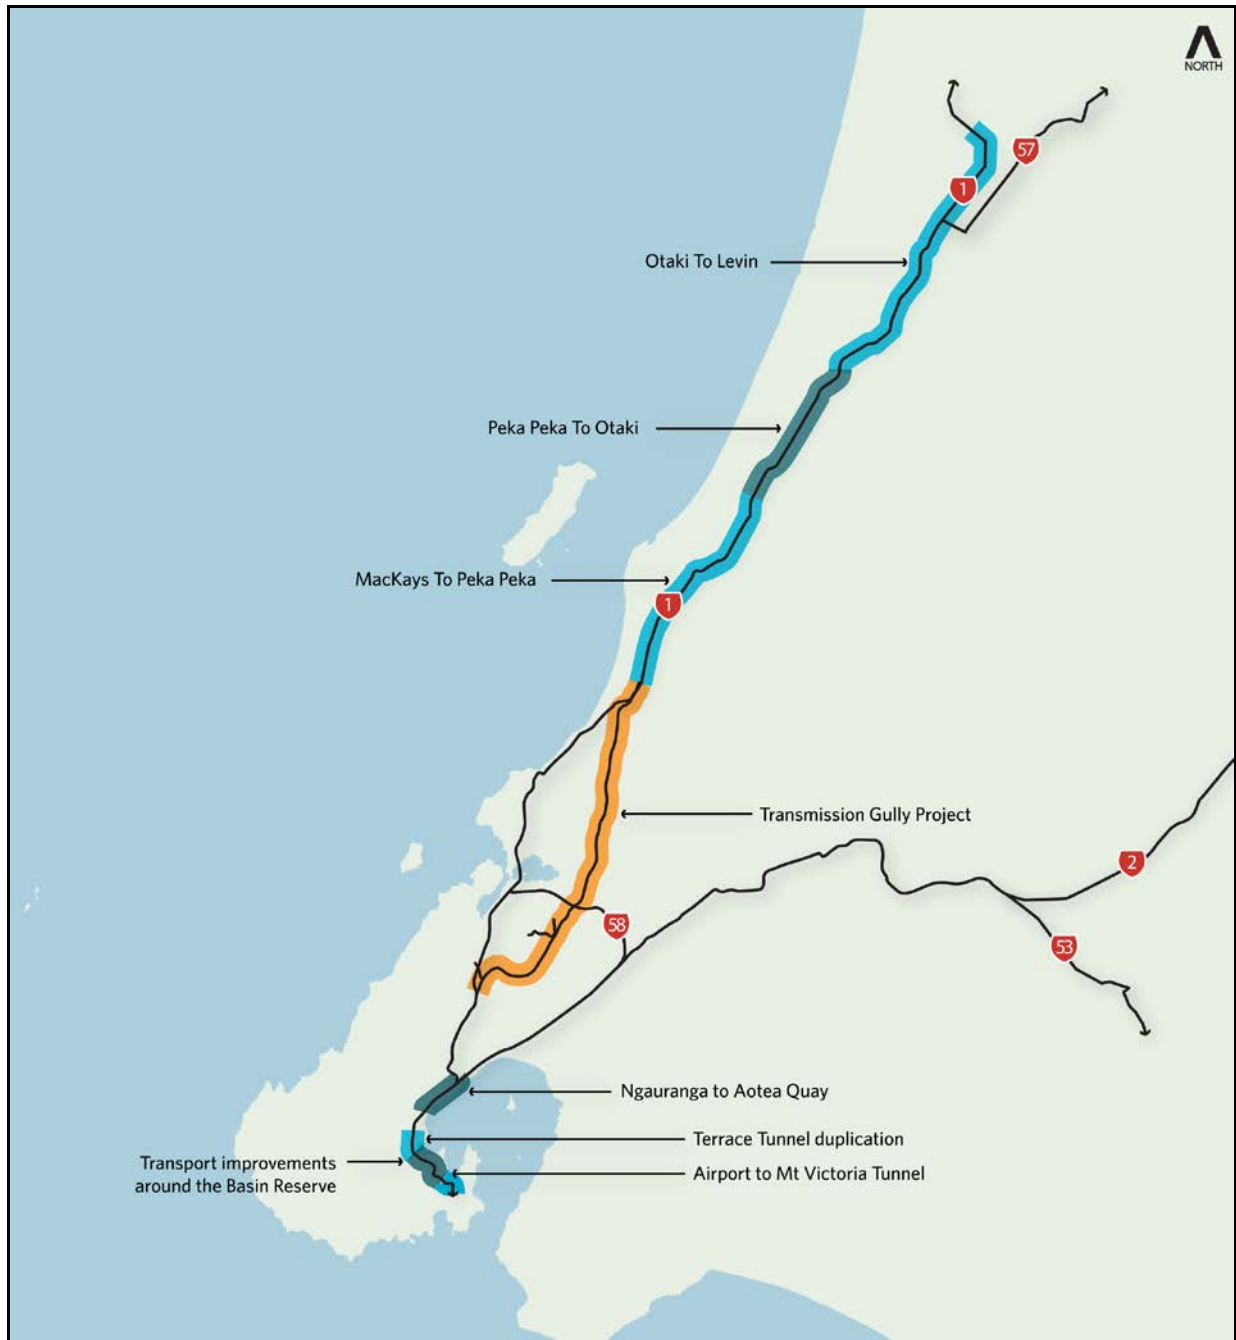 NORTH
57
1
Otaki To Levin
Peka Peka To Otaki
MacKays To Peka Peka
1
Transmission Gully Project
2
58
53
Ngauranga to Aotea Quay
Terrace Tunnel duplication
Transport improvements
around the Basin Reserve
Airport to Mt Victoria Tunnel